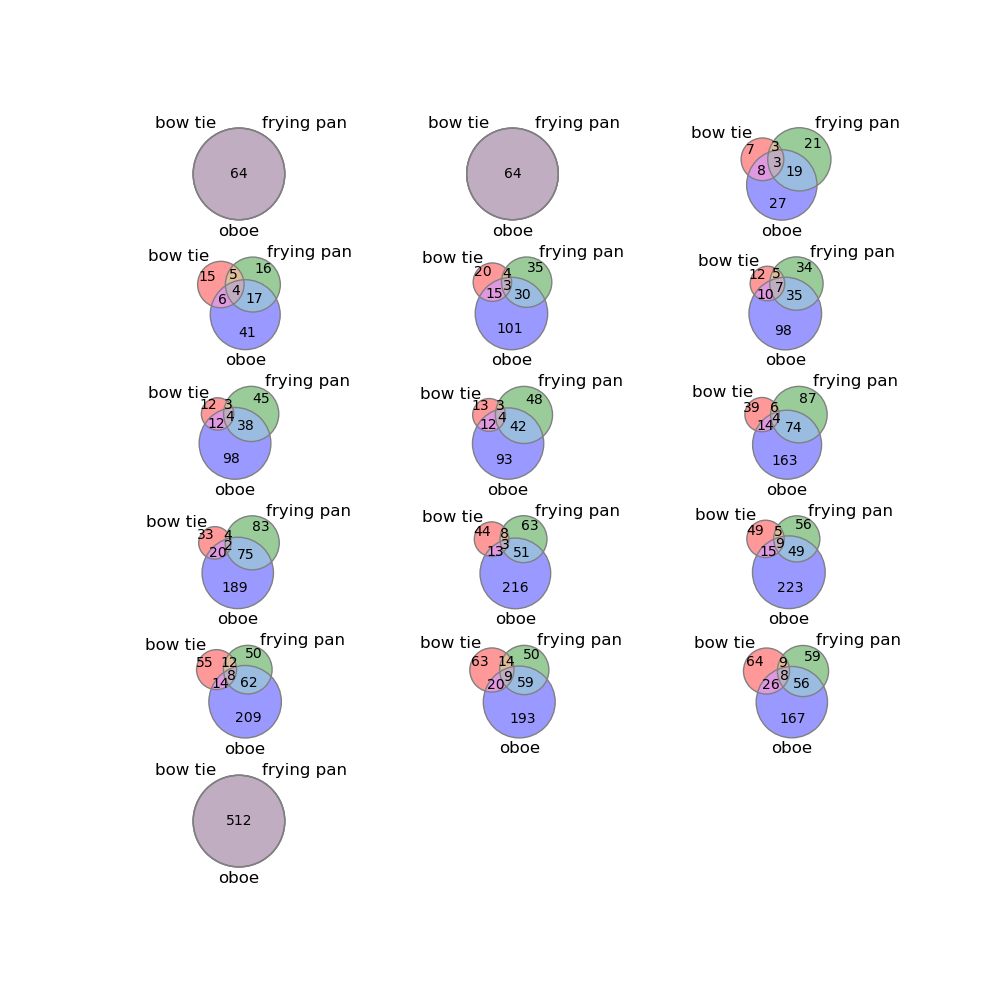 bow tie frying pan bow tie frying pan bow tie frying pan
64 64 7 3 21
8 3 19
27
oboe oboe oboe
bow tie frying pan bow tie frying pan bow tie frying pan
15 5 16 20 4 35 12 5 34
6 4 17 15 3 30 10 7 35
41 101 98
oboe oboe oboe
bow tie frying pan bow tie frying pan bow tie frying pan
12 3 45 13 3 48 39 6 87
12 4 38 12 4 42 14 4 74
98 93 163
oboe oboe oboe
bow tie frying pan bow tie frying pan bow tie frying pan
33 4 83 44 8 63 49 5 56
20 2 75 13 3 51 15 9 49
189 216 223
oboe oboe oboe
bow tie frying pan bow tie frying pan bow tie frying pan
55 12 50 63 14 50 64 9 59
14 8 62 20 9 59 26 8 56
209 193 167
oboe oboe oboe
bow tie frying pan
512
oboe